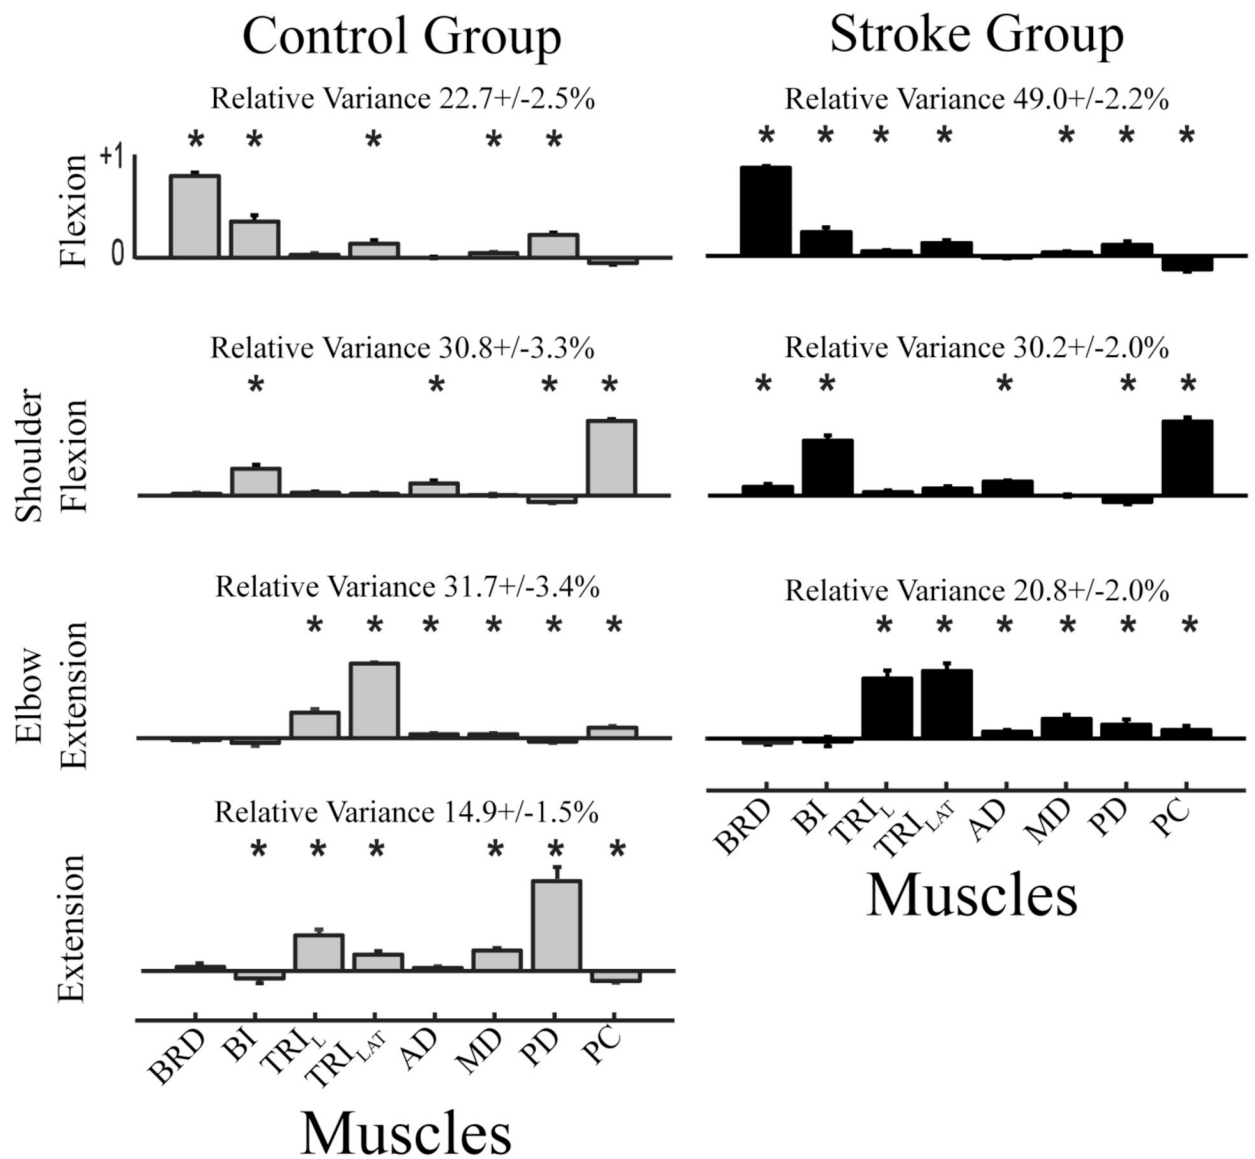 Control Group
Stroke Group
Relative Variance 22.7+/-2.5%
Relative Variance 49.0+/-2.2%
* * * * *
* * * * * * *
+1
0
Flexion
Relative Variance 30.8+/-3.3%
Relative Variance 30.2+/-2.0%
* * * *
* * * * *
Shoulder
Flexion
Relative Variance 31.7+/-3.4%
Relative Variance 20.8+/-2.0%
* * * * * *
* * * * * *
Elbow
Extension
BRD BI TRIL TRILAT AD MD PD PC
Muscles
Relative Variance 14.9+/-1.5%
* * * * * *
Extension
BRD BI TRIL TRILAT AD MD PD PC
Muscles